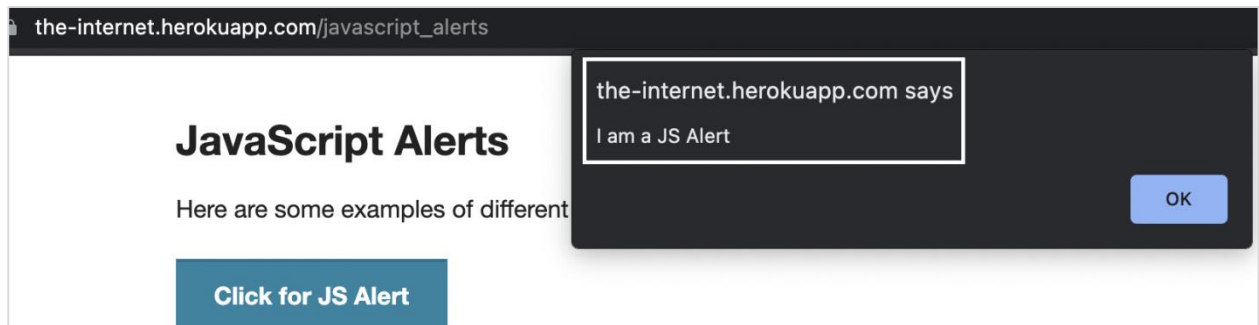 the-internet.herokuapp.com/javascript_alerts
the-internet.herokuapp.com says
I am a JS Alert
OK
JavaScript Alerts
Here are some examples of different
Click for JS Alert